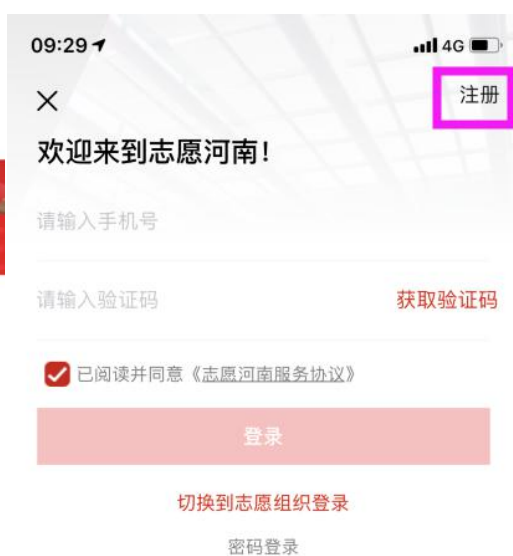 09:29 4G
注册
欢迎来到志愿河南!
请输入手机号
请输入验证码 获取验证码
已阅读并同意《志愿河南服务协议》
登录
切换到志愿组织登录
密码登录